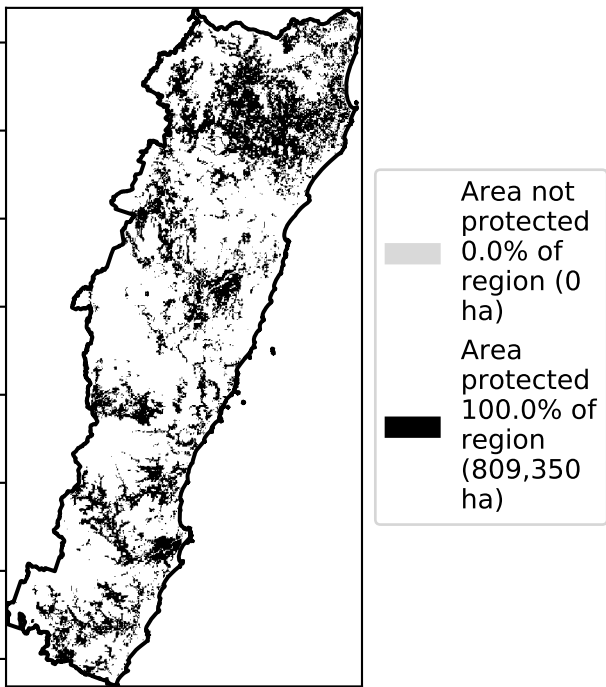 Area not
protected
0.0% of
region (0
ha)
Area
protected
100.0% of
region
(809,350
ha)